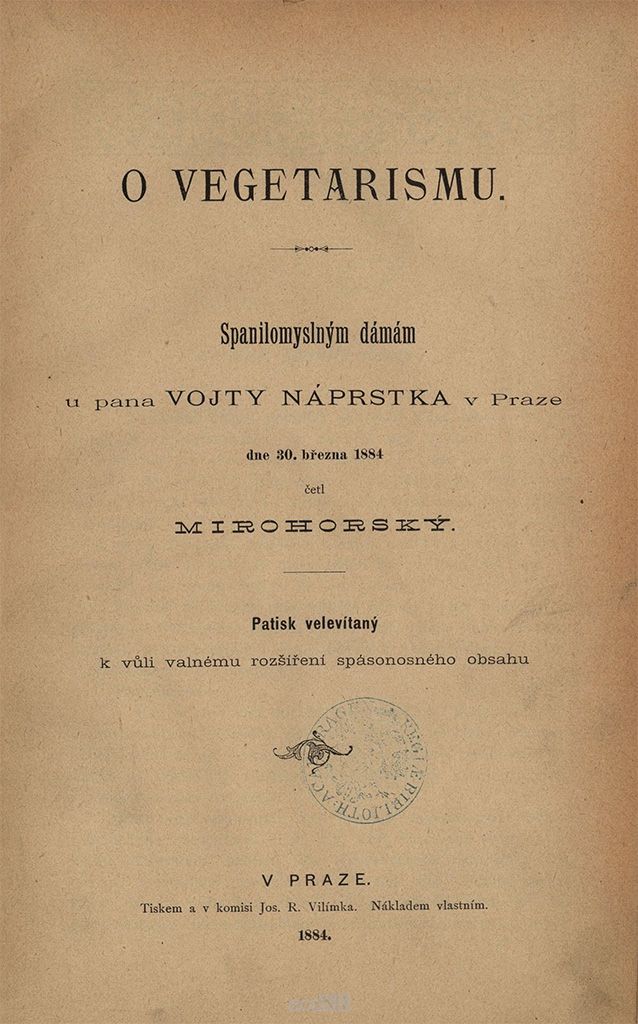 O VEGETARISMU.
Spanilomyslným dámám
u pana VOJTY NÁPRSTKA v Praze
dne 30. března 1884
četl
MIROHORSKÝ.
Patisk velevítaný
k vůli valnému rozšíření spásonosného obsahu
V PRAZE.
Tiskem a v komisi Jos. R. Vilímka. Nákladem vlastním.
1884.